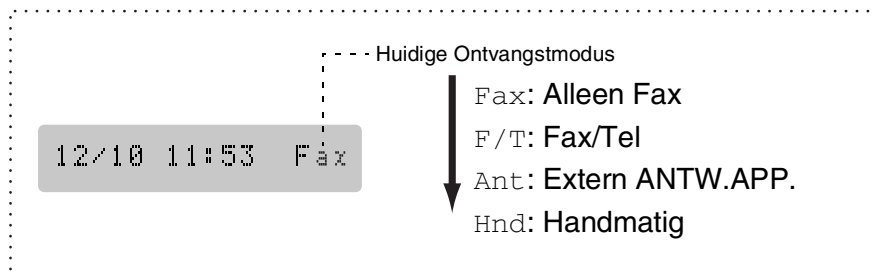 Huidige Ontvangstmodus
Fax: Alleen Fax
F/T: Fax/Tel
12/10 11:53 Fax
Ant: Extern ANTW.APP.
Hnd: Handmatig